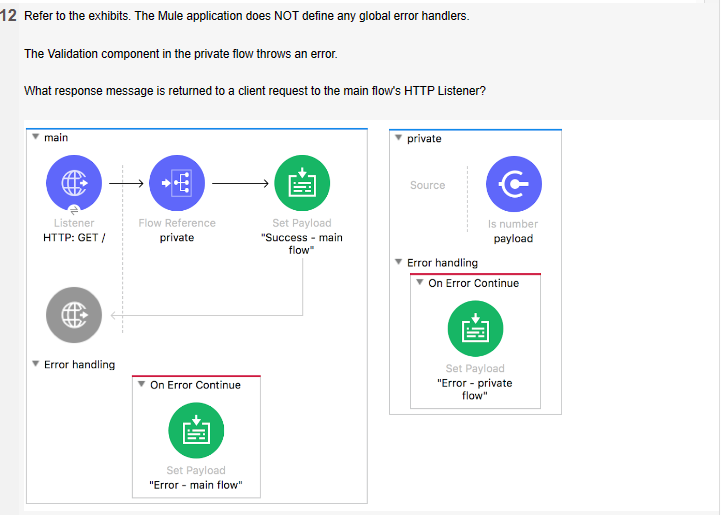 12 Refer to the exhibits. The Mule application does NOT define any global error handlers.
The Validation component in the private flow throws an error.
What response message is returned to a client request to the main flow's HTTP Listener?
main
Listener
HTTP: GET /
Flow Reference
private
Set Payload
"Success - main
flow"
Error handling
On Error Continue
Set Payload
"Error - main flow"
private
Source
Is number
payload
Error handling
On Error Continue
Set Payload
"Error - private
flow"